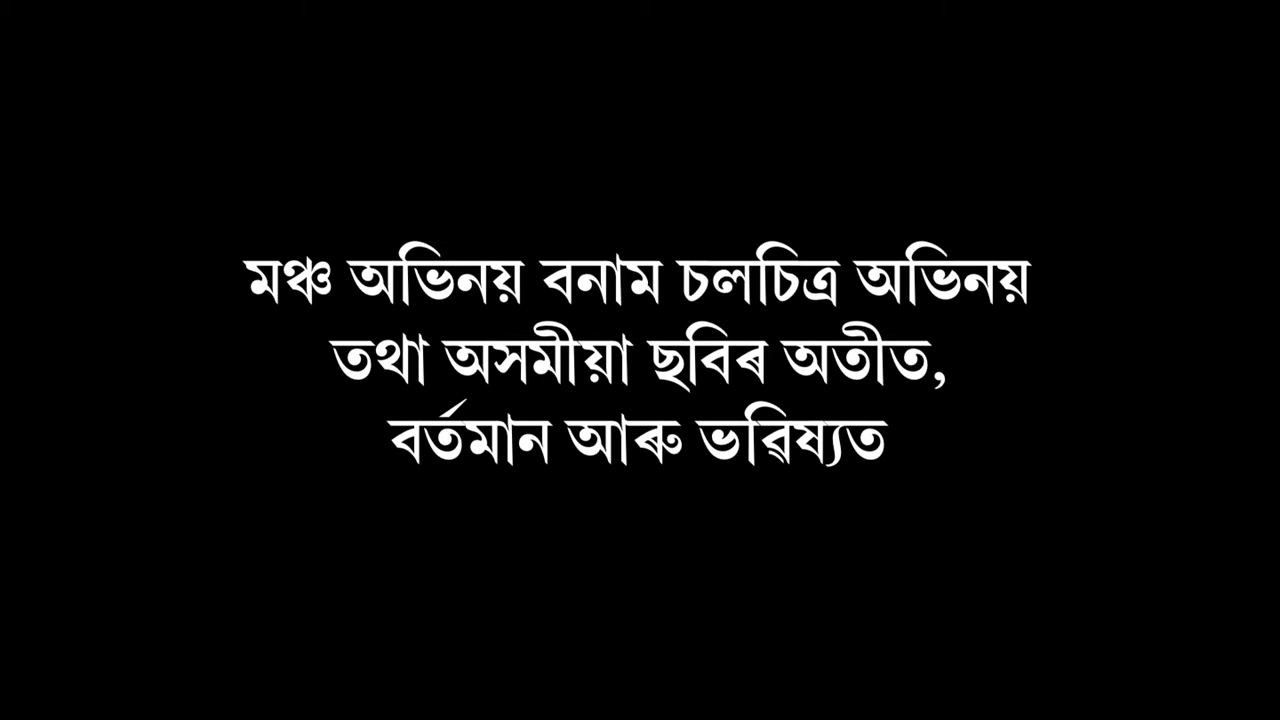 মঞ্চ অভিনয় বনাম চলচিত্ৰ অভিনয়
তথা অসমীয়া ছবিৰ অতীত,
বৰ্তমান আৰু ভৱিষ্যত